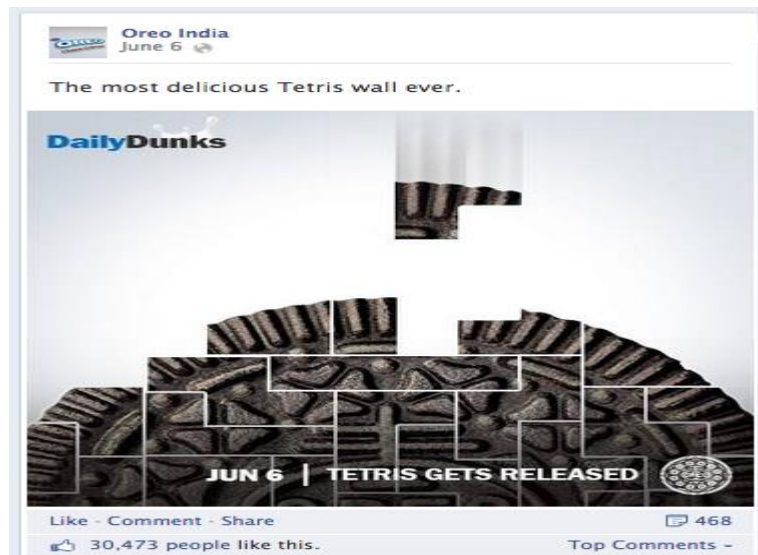 OREO
Oreo India
June 6
The most delicious Tetris wall ever.
DailyDunks
JUN 6 | TETRIS GETS RELEASED
Like · Comment · Share
468
30,473 people like this.
Top Comments